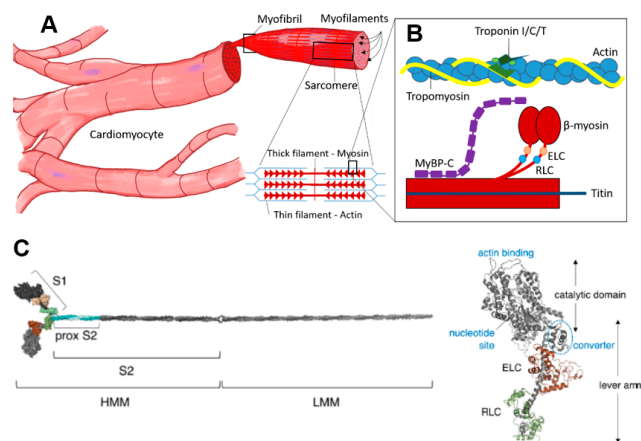 A
Myofibril
Myofilaments
Sarcomere
Cardiomyocyte
Thick filament - Myosin
Thin filament - Actin
B
Troponin I/C/T
Actin
Tropomyosin
β-myosin
MyBP-C
ELC
RLC
Titin
C
S1
prox S2
S2
HMM
LMM
actin binding
catalytic domain
nucleotide
site
converter
ELC
lever arm
RLC